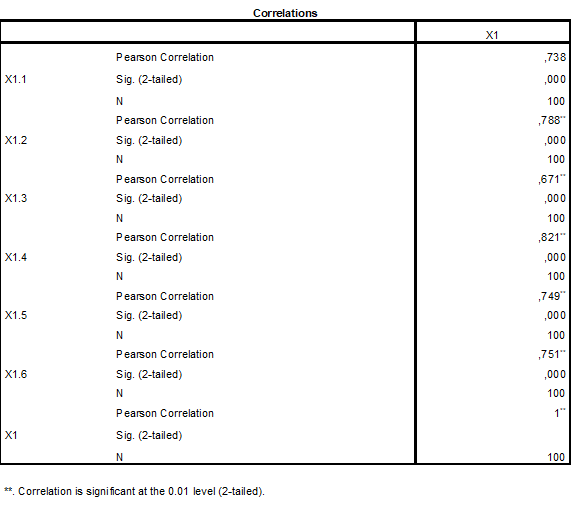 Correlations
X1
Pearson Correlation ,738
X1.1 Sig. (2-tailed) ,000
N 100
Pearson Correlation ,788**
X1.2 Sig. (2-tailed) ,000
N 100
Pearson Correlation ,671**
X1.3 Sig. (2-tailed) ,000
N 100
Pearson Correlation ,821**
X1.4 Sig. (2-tailed) ,000
N 100
Pearson Correlation ,749**
X1.5 Sig. (2-tailed) ,000
N 100
Pearson Correlation ,751**
X1.6 Sig. (2-tailed) ,000
N 100
Pearson Correlation 1**
X1 Sig. (2-tailed)
N 100
**. Correlation is significant at the 0.01 level (2-tailed).